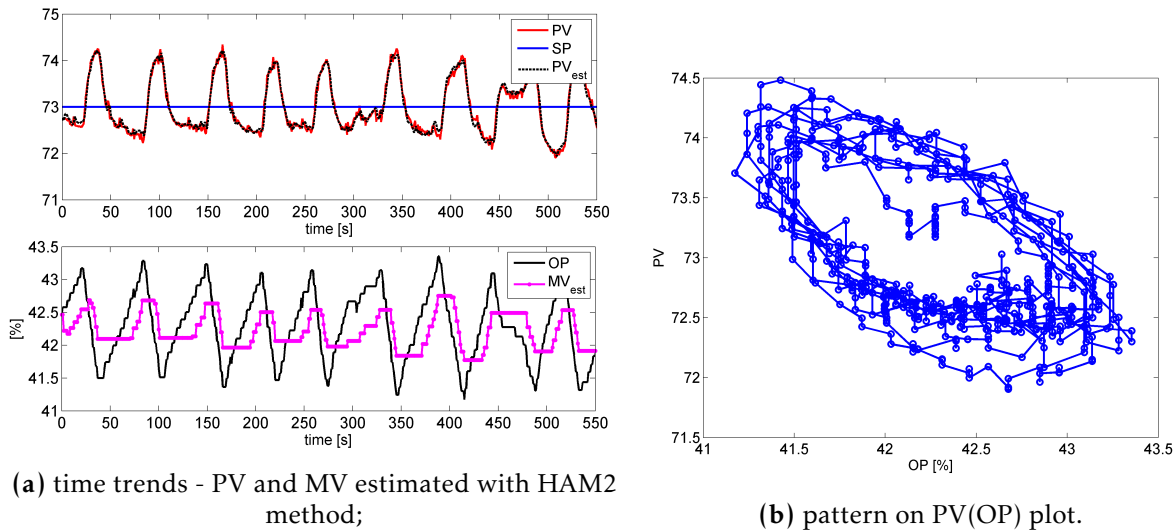 75
74
73
72
71
0 50 100 150 200 250 300 350 400 450 500 550
time [s]
PV
SP
PVest
43.5
43
42.5
42
41.5
41
[%]
0 50 100 150 200 250 300 350 400 450 500 550
time [s]
OP
MVest
(a) time trends - PV and MV estimated with HAM2
method;
74.5
74
73.5
73
72.5
72
71.5
PV
41 41.5 42 42.5 43 43.5
OP [%]
(b) pattern on PV(OP) plot.